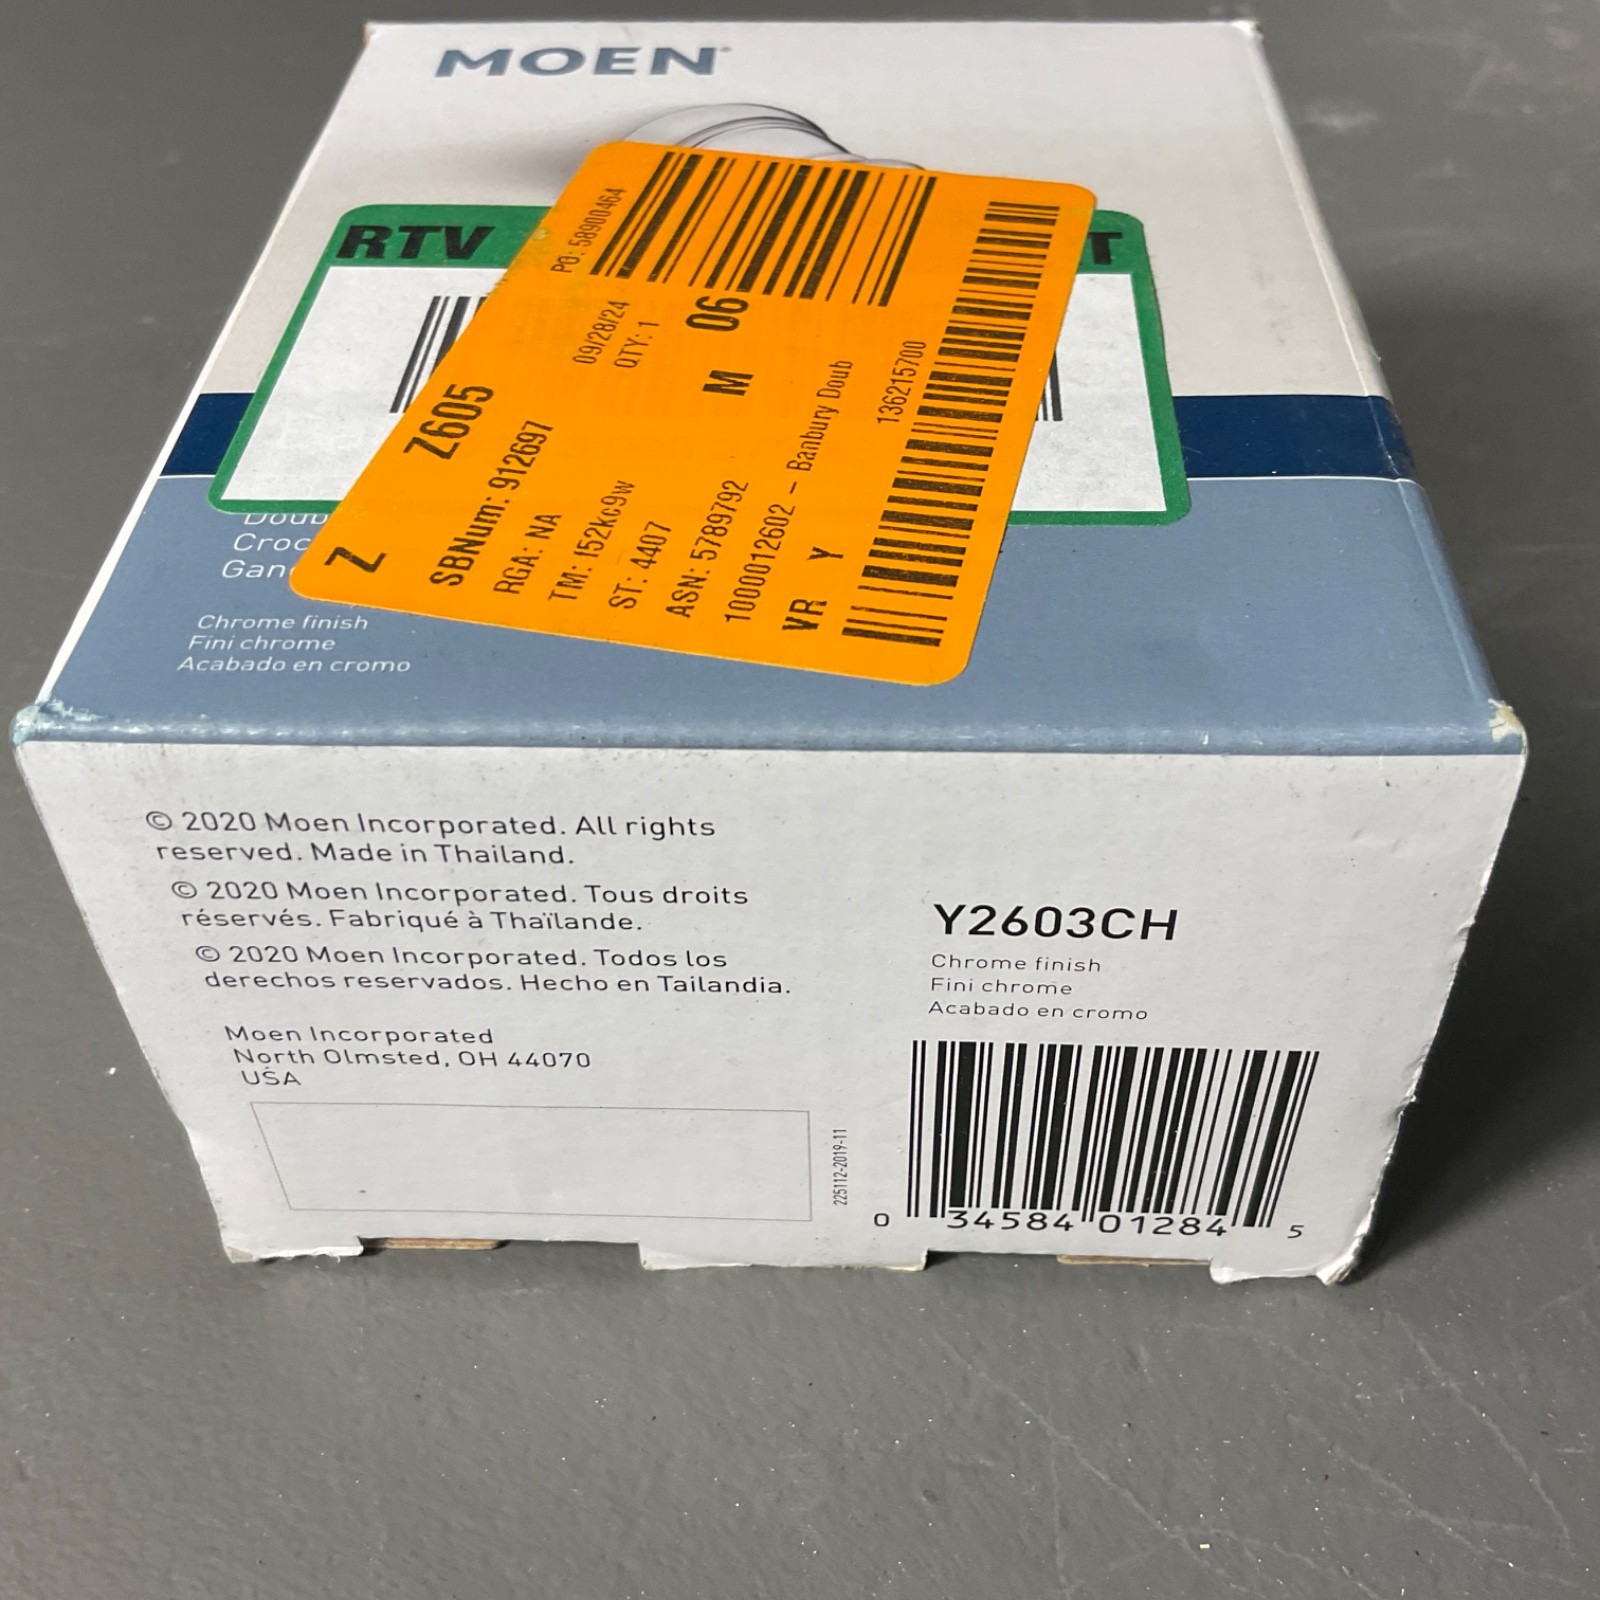 MOEN
RTV
T
PO: 58900464
09/28/24
QTY: 1
M 06
Z Z605
SBNum: 912697
RGA: NA
TM: 152kc9w
ST: 4407
ASN: 5789792
1000012602 – Banbury Doub
VR Y
136215700
Doub
Croc
Gan
Chrome finish
Fini chrome
Acabado en cromo
© 2020 Moen Incorporated. All rights
reserved. Made in Thailand.
© 2020 Moen Incorporated. Tous droits
réservés. Fabriqué à Thaïlande.
© 2020 Moen Incorporated. Todos los
derechos reservados. Hecho en Tailandia.
Moen Incorporated
North Olmsted, OH 44070
USA
225112-2019-11
Y2603CH
Chrome finish
Fini chrome
Acabado en cromo
0 34584 01284 5